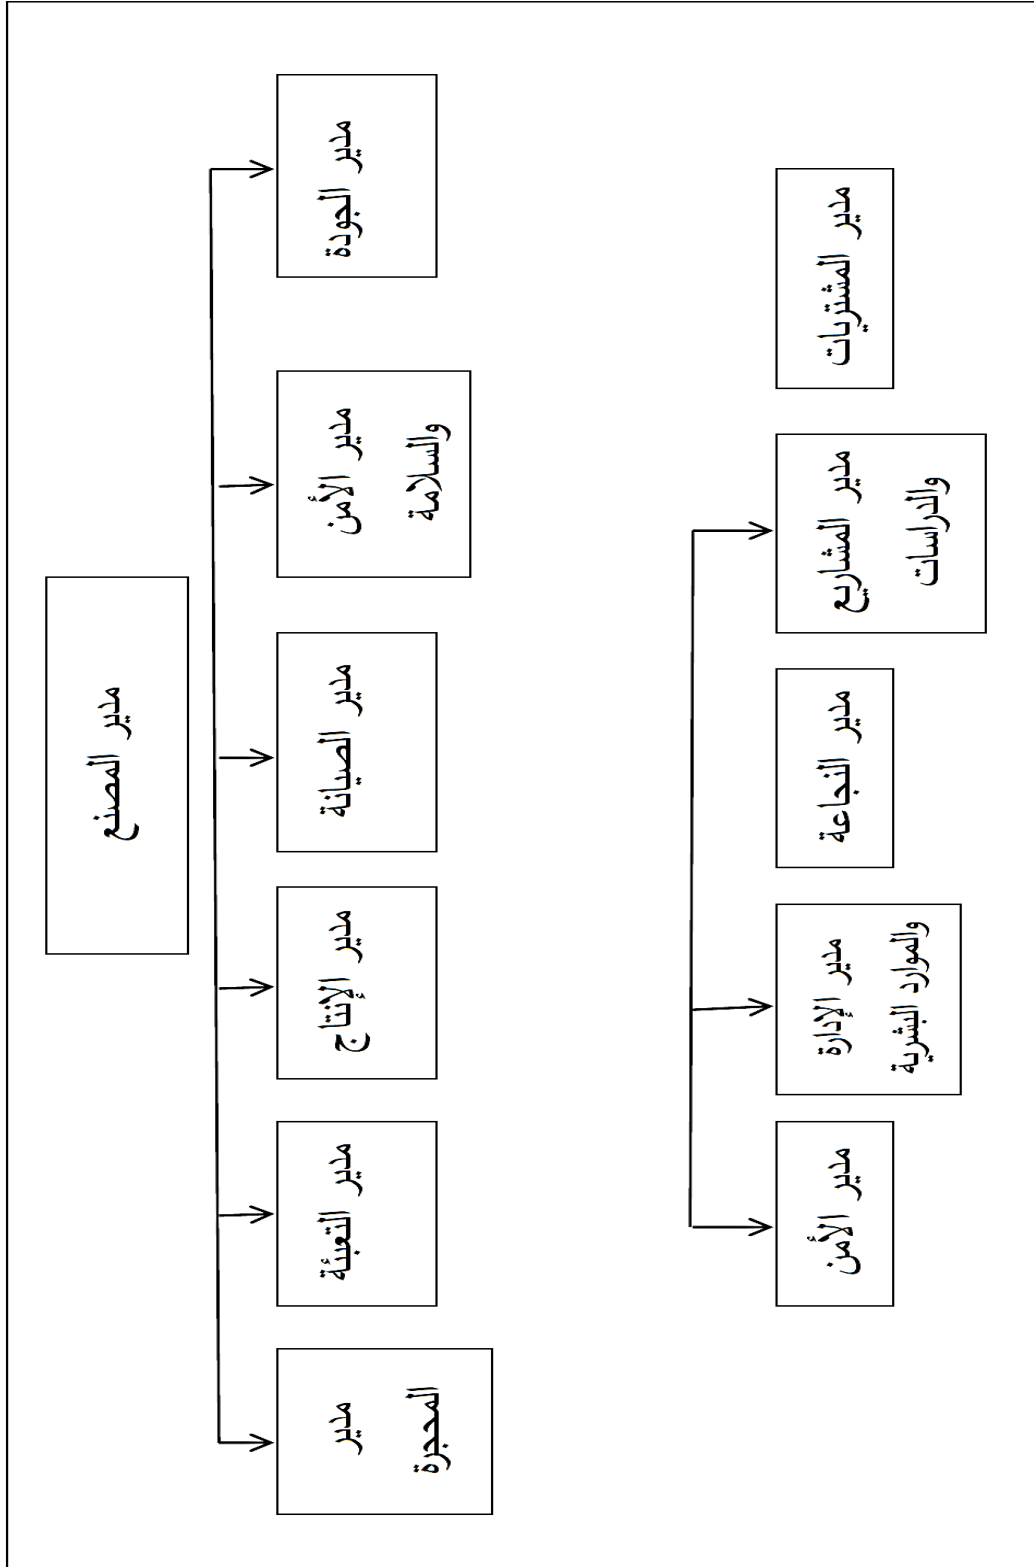 مدير المصنع
مدير الجودة
مدير الأمن
والسلامة
مدير الصيانة
مدير الإنتاج
مدير التعبئة
مدير
المحجرة
مدير المشتريات
مدير المشاريع
والدراسات
مدير النجاعة
مدير الإدارة
والموارد البشرية
مدير الأمن